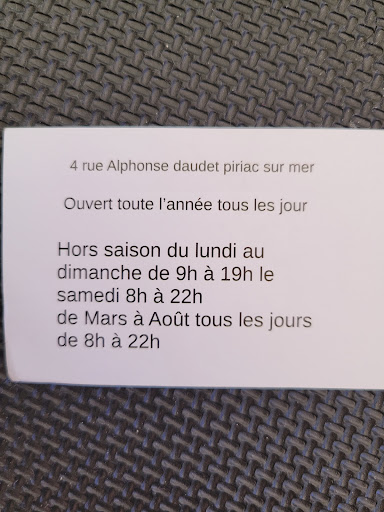 4 rue Alphonse daudet piriac sur mer
Ouvert toute l'année tous les jour
Hors saison du lundi au
dimanche de 9h à 19h le
samedi 8h à 22h
de Mars à Août tous les jours
de 8h à 22h